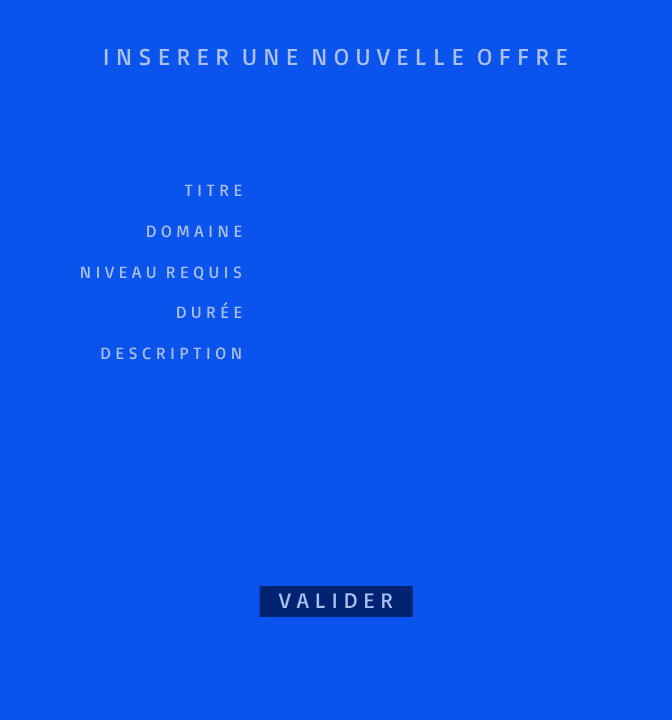 INSERER UNE NOUVELLE OFFRE
TITRE
DOMAINE
NIVEAU REQUIS
DURÉE
DESCRIPTION
VALIDER